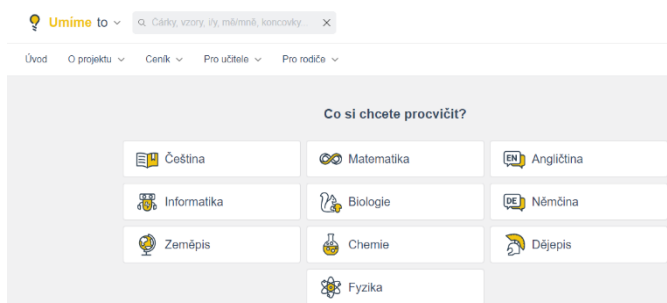 Umíme to
Čárky, vzory, i/y, mě/mně, koncovky...
Úvod O projektu Ceník Pro učitele Pro rodiče
Co si chcete procvičit?
Čeština Matematika EN Angličtina
Informatika Biologie DE Němčina
Zeměpis Chemie Dějepis
Fyzika